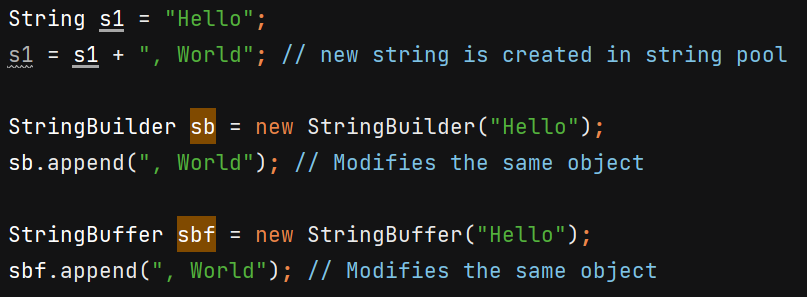 String s1 = "Hello";
s1 = s1 + ", World"; // new string is created in string pool
StringBuilder sb = new StringBuilder("Hello");
sb.append(", World"); // Modifies the same object
StringBuffer sbf = new StringBuffer("Hello");
sbf.append(", World"); // Modifies the same object